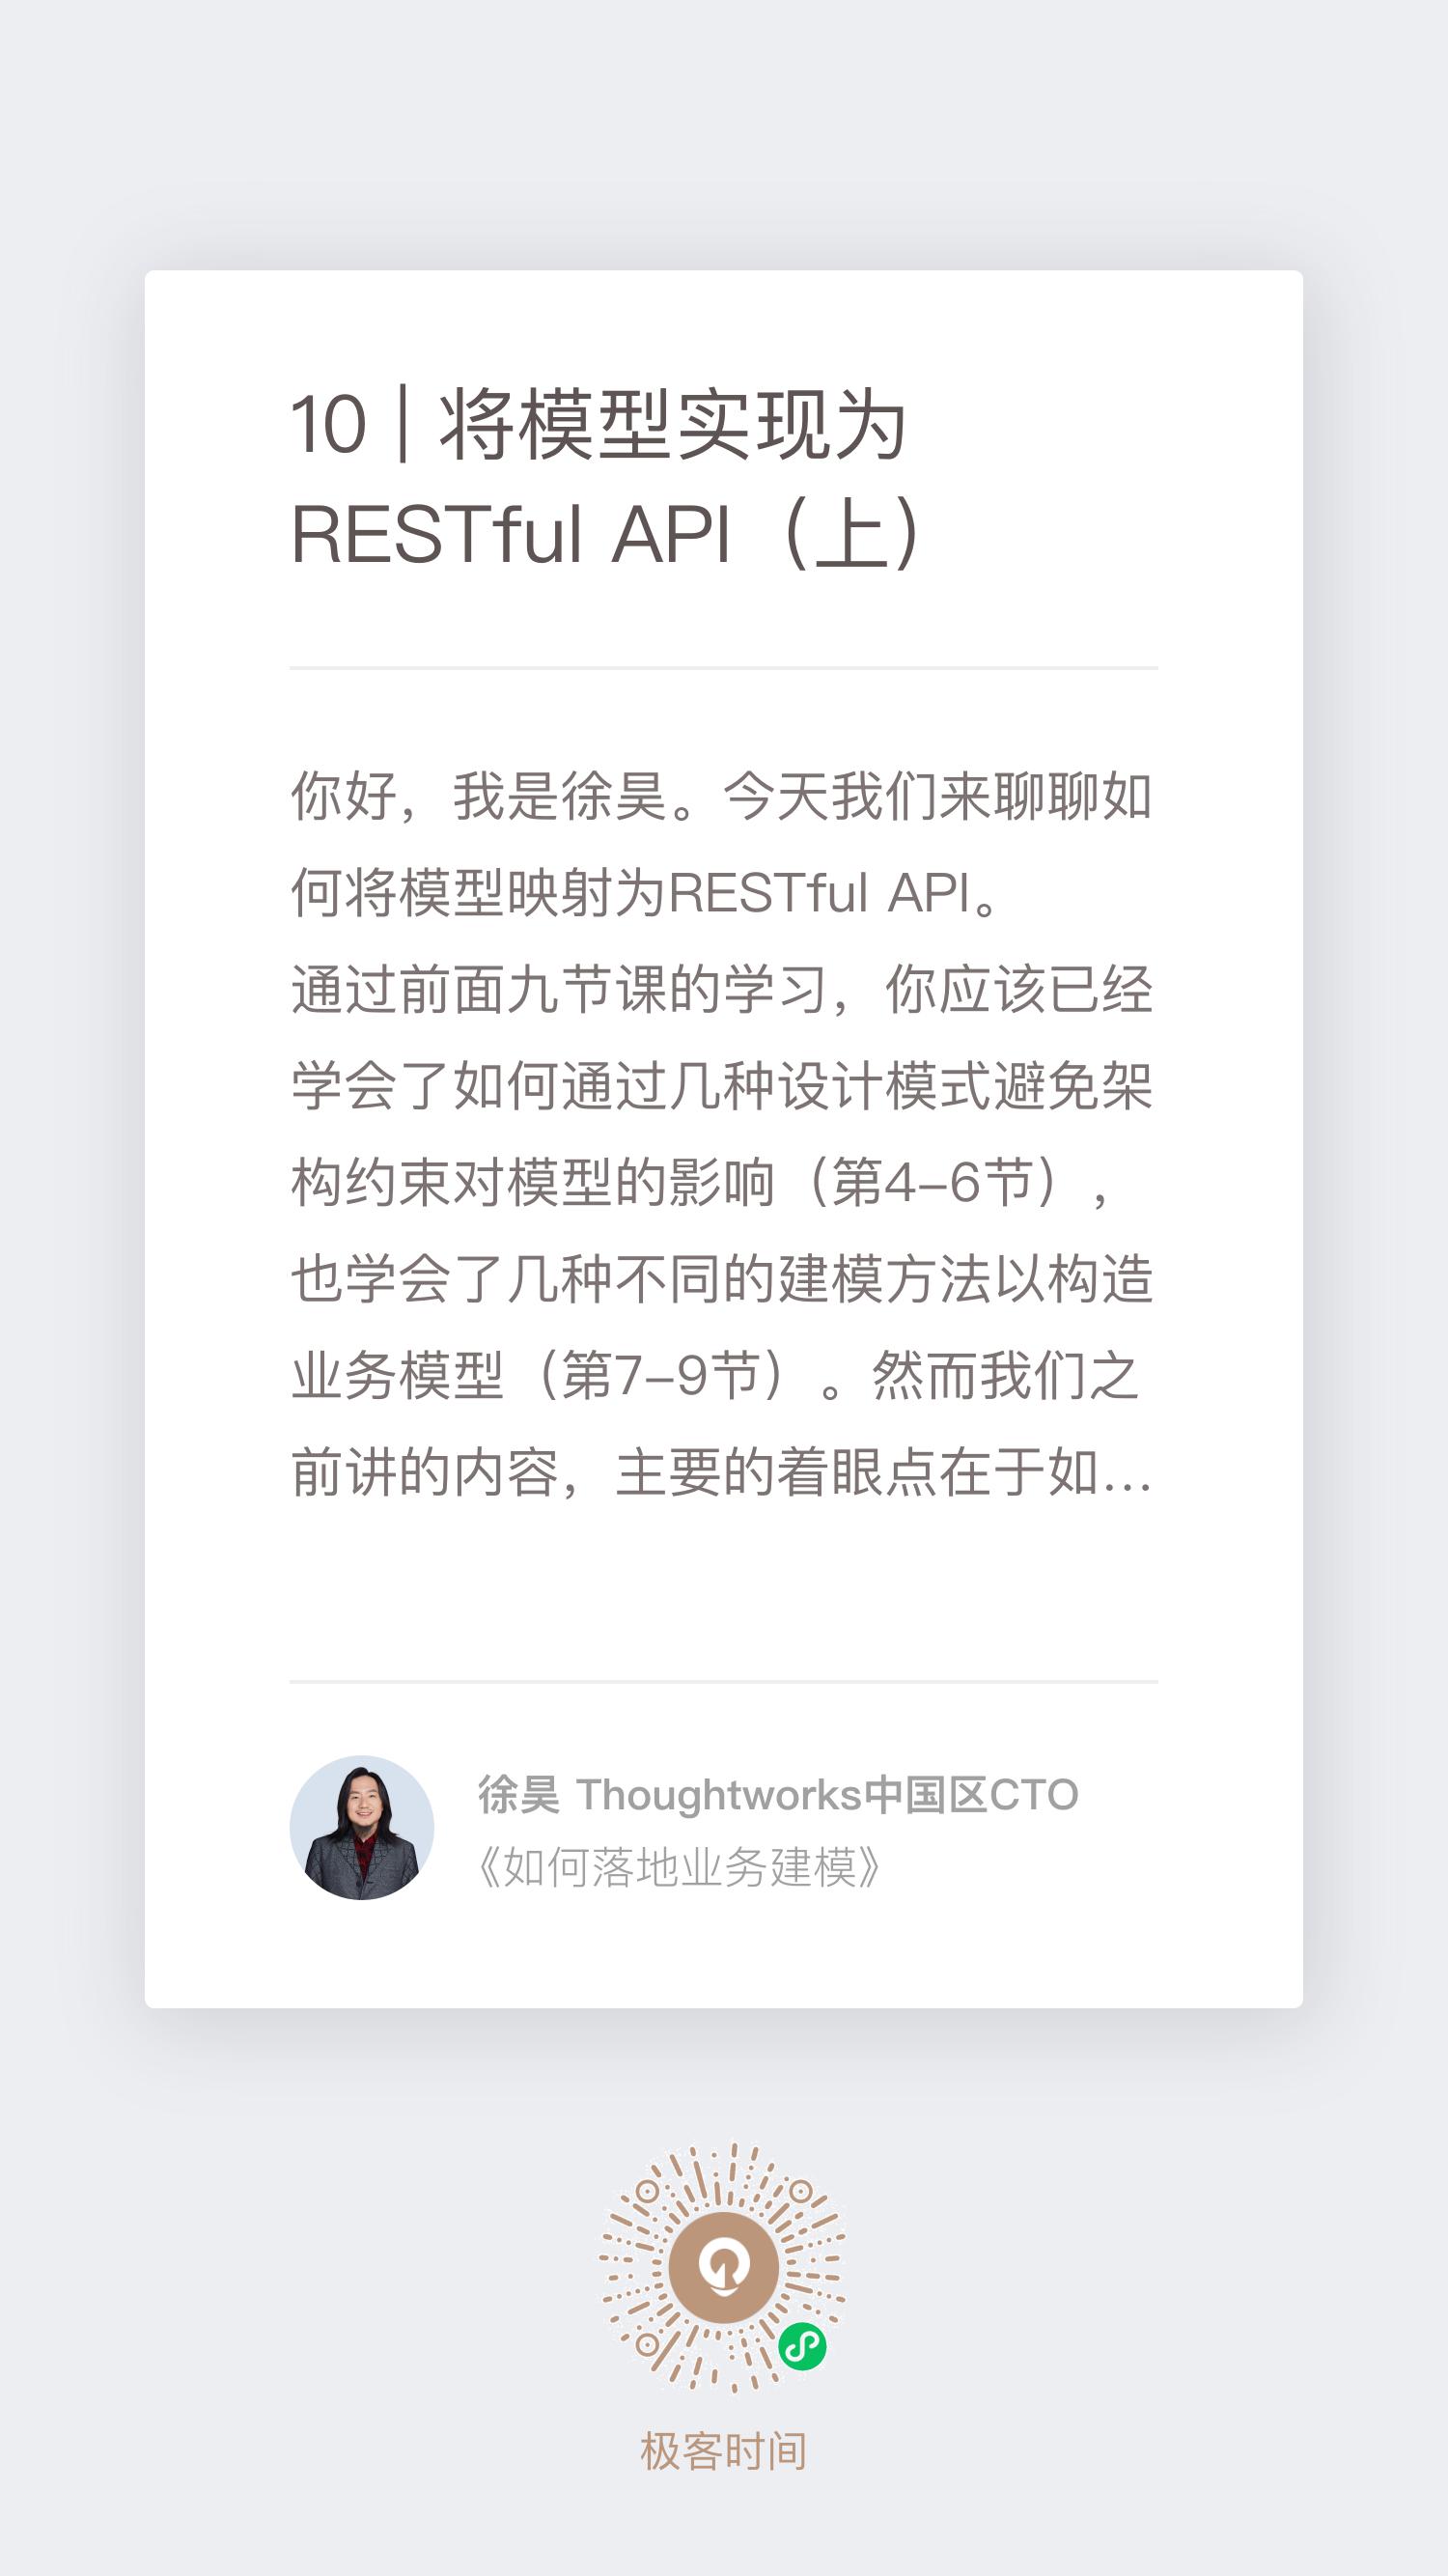 10 | 将模型实现为
RESTful API（上）
你好，我是徐昊。今天我们来聊聊如
何将模型映射为RESTful API。
通过前面九节课的学习，你应该已经
学会了如何通过几种设计模式避免架
构约束对模型的影响（第4–6节），
也学会了几种不同的建模方法以构造
业务模型（第7–9节）。然而我们之
前讲的内容，主要的着眼点在于如...
徐昊 Thoughtworks中国区CTO
《如何落地业务建模》
极客时间